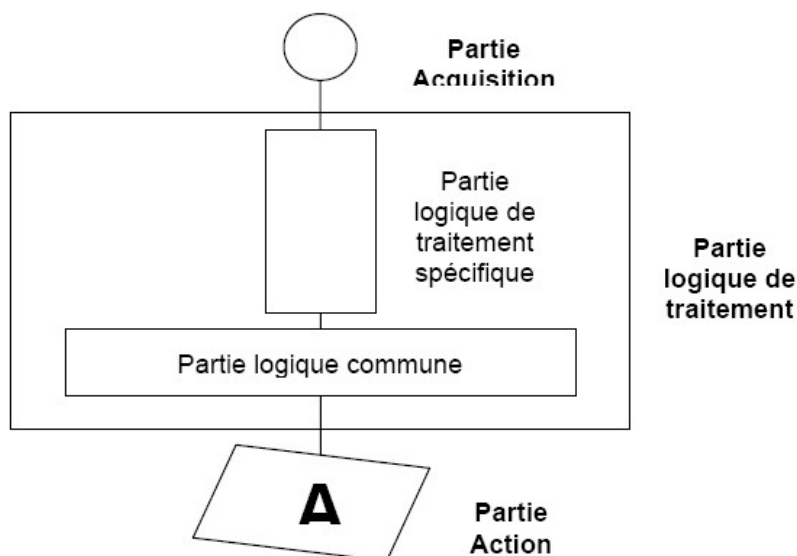 Partie
Acquisition
Partie
logique de
traitement
spécifique
Partie
logique de
traitement
Partie logique commune
A
Partie
Action